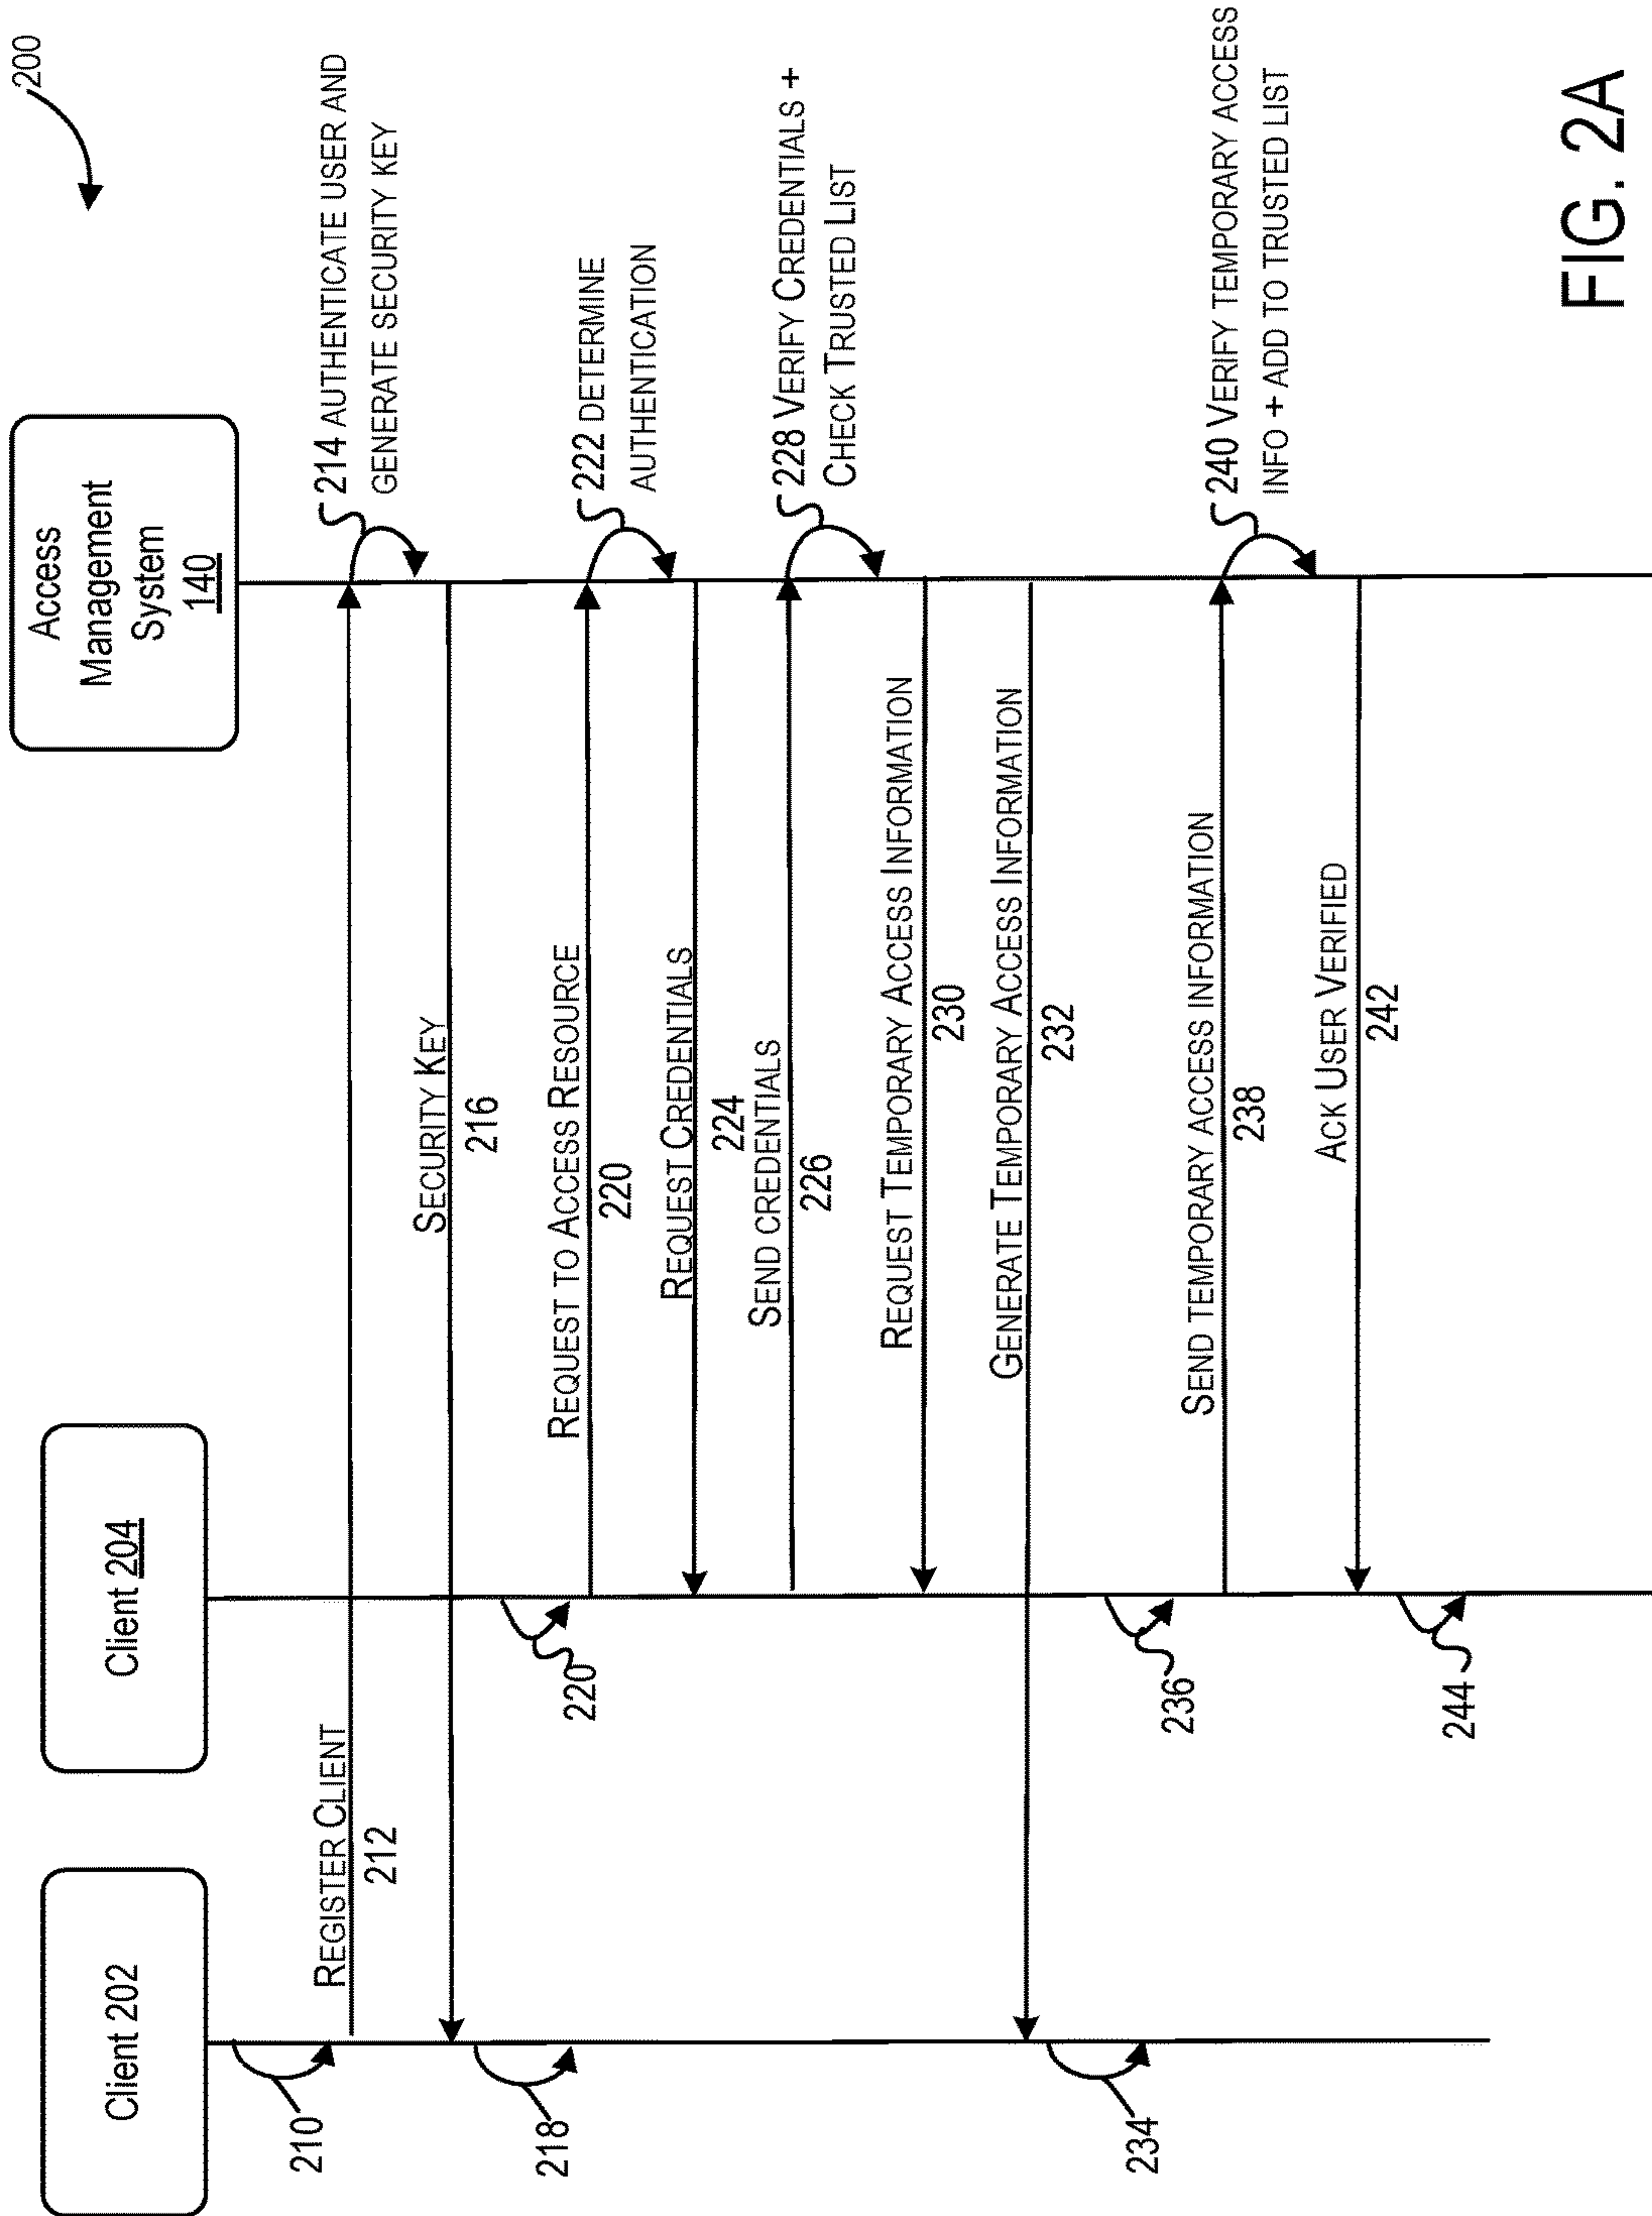 200
Client 202
Client 204
Access
Management
System
140
210
REGISTER CLIENT
212
214 AUTHENTICATE USER AND
GENERATE SECURITY KEY
SECURITY KEY
216
218
220
REQUEST TO ACCESS RESOURCE
220
222 DETERMINE
AUTHENTICATION
REQUEST CREDENTIALS
224
SEND CREDENTIALS
226
228 VERIFY CREDENTIALS +
CHECK TRUSTED LIST
REQUEST TEMPORARY ACCESS INFORMATION
230
GENERATE TEMPORARY ACCESS INFORMATION
232
234
236
SEND TEMPORARY ACCESS INFORMATION
238
240 VERIFY TEMPORARY ACCESS
INFO + ADD TO TRUSTED LIST
ACK USER VERIFIED
242
244
FIG. 2A